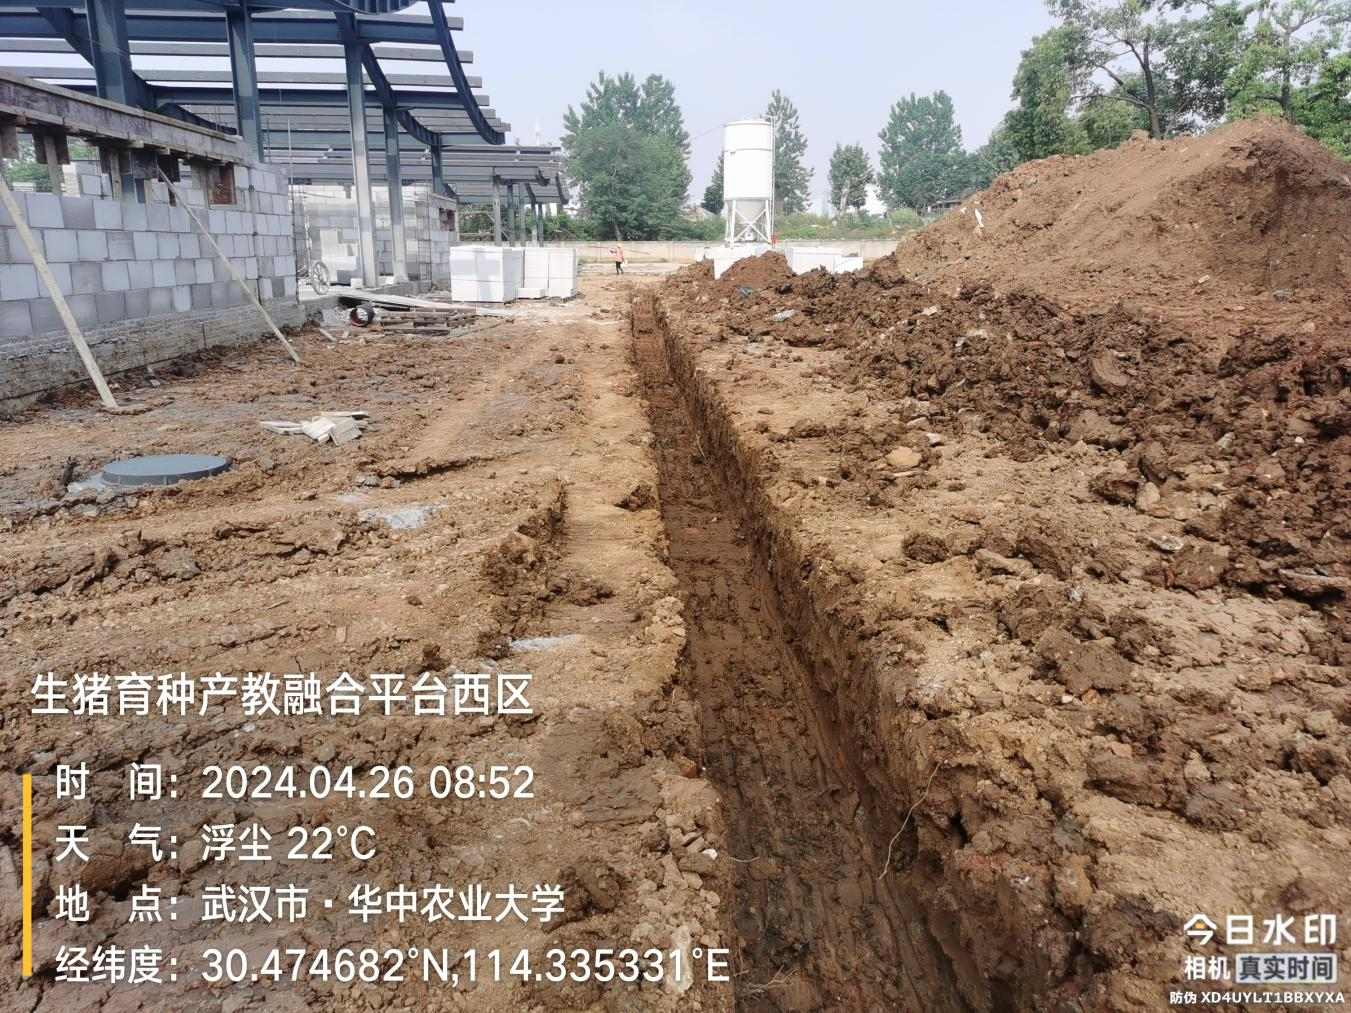 生猪育种产教融合平台西区
时 间：2024.04.26 08:52
天 气：浮尘 22°C
地 点：武汉市·华中农业大学
经纬度：30.474682°N,114.335331°E
今日水印
相机 真实时间
防伪 XD4UYLT1BBXYXA